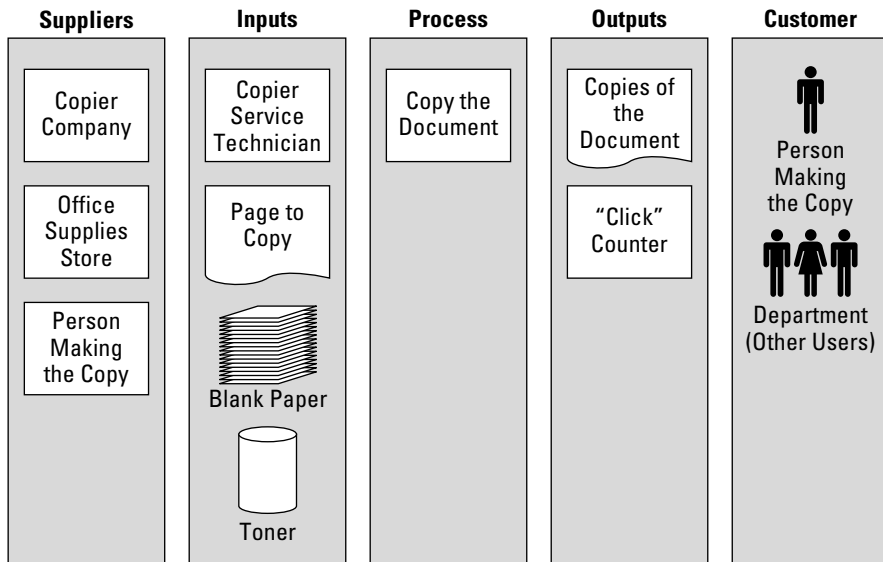 Suppliers
Copier
Company
Office
Supplies
Store
Person
Making
the Copy
Inputs
Copier
Service
Technician
Page to
Copy
Blank Paper
Toner
Process
Copy the
Document
Outputs
Copies of
the
Document
“Click”
Counter
Customer
Person
Making
the Copy
Department
(Other Users)